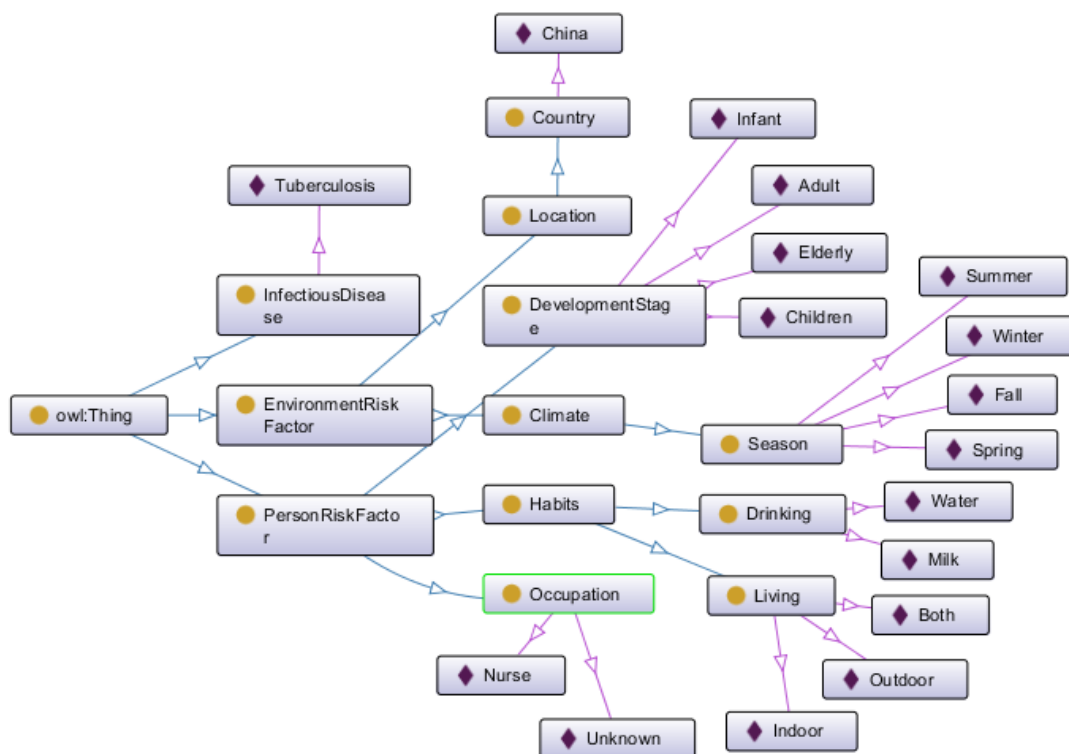 China
Country
Infant
Tuberculosis
Adult
Location
Elderly
Summer
InfectiousDisea
se
DevelopmentStag
e
Children
Winter
Fall
owl:Thing
EnvironmentRisk
Factor
Climate
Season
Spring
PersonRiskFacto
r
Habits
Drinking
Water
Milk
Occupation
Living
Both
Nurse
Outdoor
Unknown
Indoor